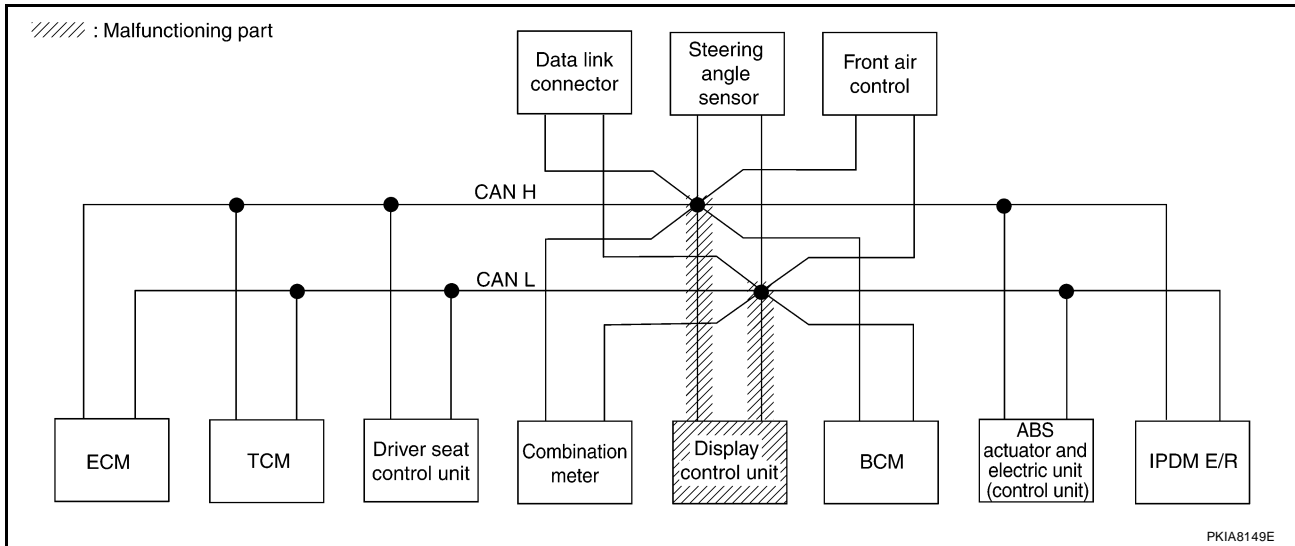 : Malfunctioning part
Data link
connector
Steering
angle
sensor
Front air
control
CAN H
CAN L
ECM
TCM
Driver seat
control unit
Combination
meter
Display
control unit
BCM
ABS
actuator and
electric unit
(control unit)
IPDM E/R
PKIA8149E